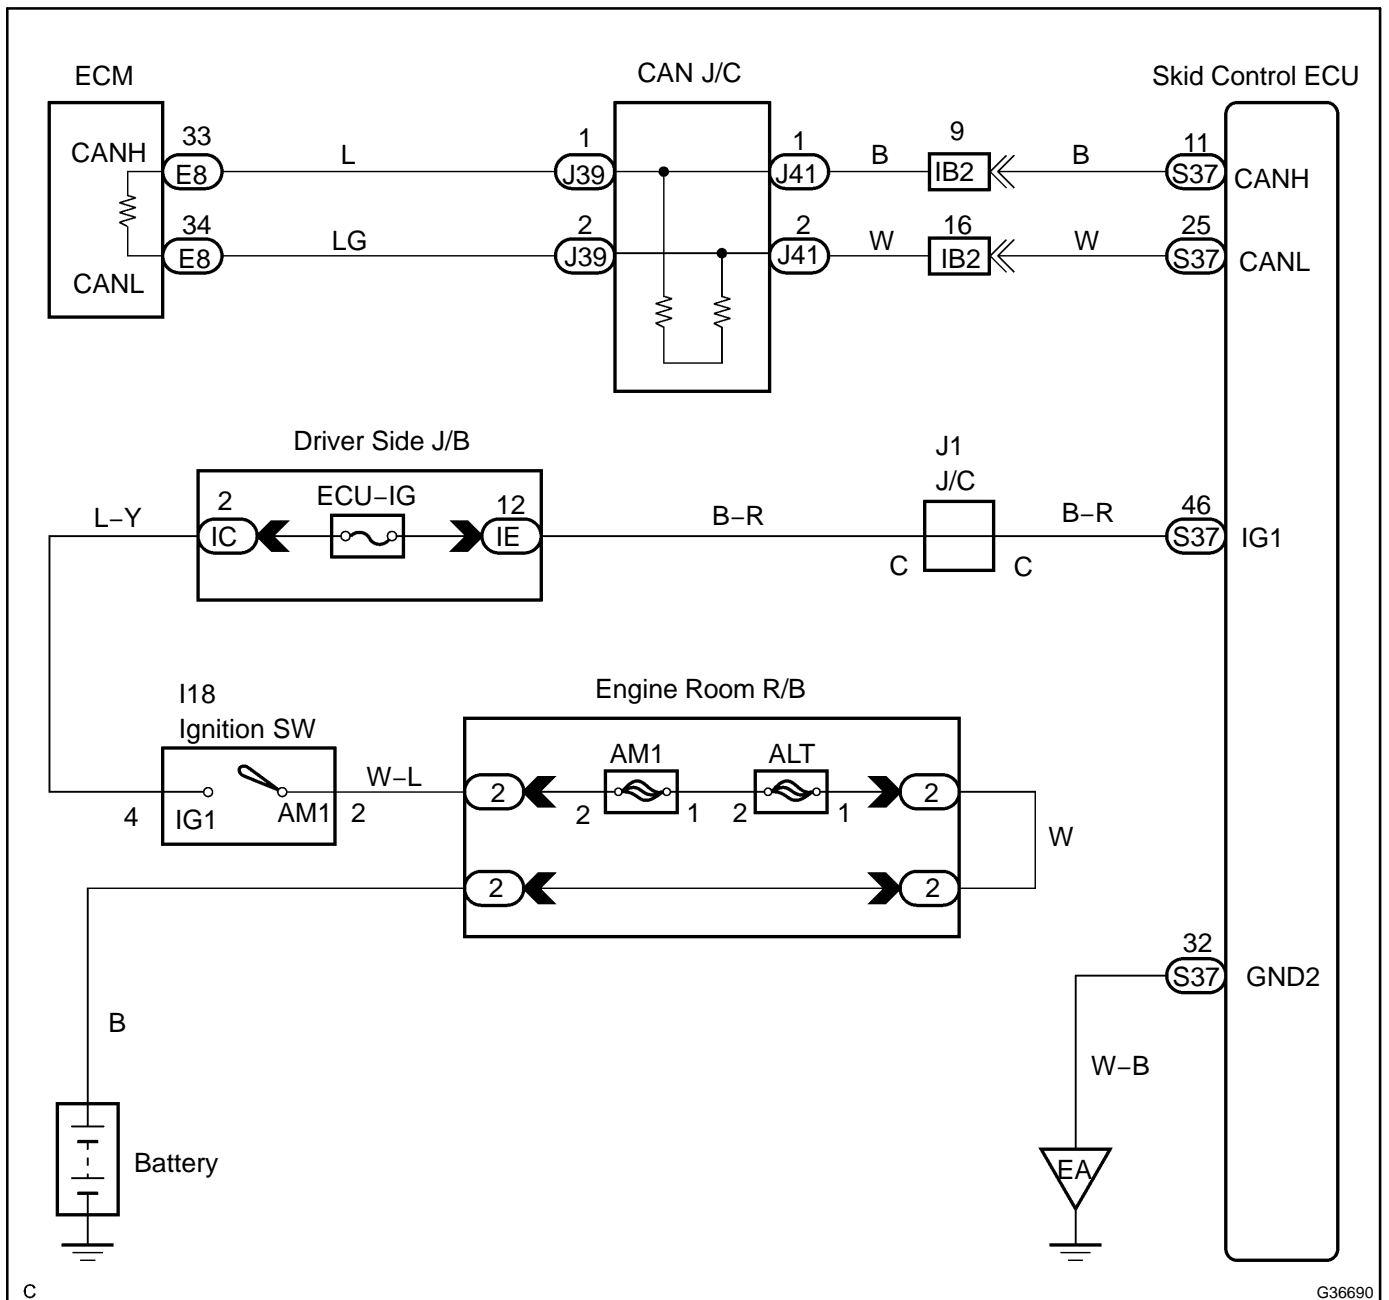 ECM
CAN J/C
Skid Control ECU
CANH
33
E8
L
1
J39
1
J41
B
9
IB2
B
11
S37
CANH
34
E8
LG
2
J39
2
J41
W
16
IB2
W
25
S37
CANL
CANL
Driver Side J/B
J1
J/C
L–Y
2
IC
ECU–IG
12
IE
B–R
C
C
B–R
46
S37
IG1
I18
Ignition SW
Engine Room R/B
4
IG1
AM1
2
W–L
2
AM1
2
1
ALT
2
1
2
W
2
2
32
S37
GND2
B
W–B
Battery
EA
C
G36690